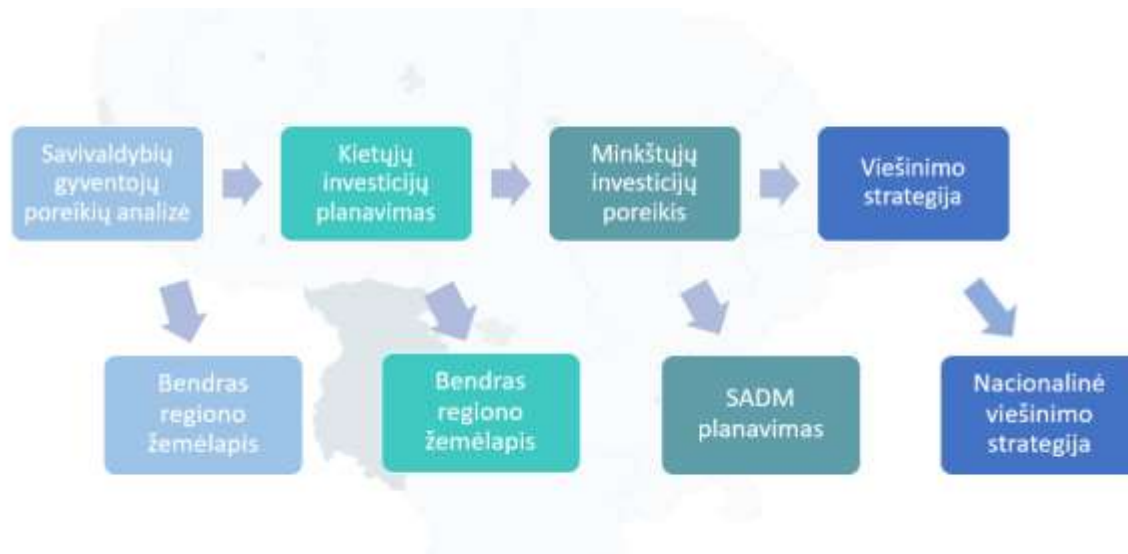 Savivaldybių
gyventojų
poreikių analizė
Kietųjų
investicijų
planavimas
Minkštųjų
investicijų
poreikis
Viešinimo
strategija
Bendras
regiono
žemėlapis
Bendras
regiono
žemėlapis
SADM
planavimas
Nacionalinė
viešinimo
strategija